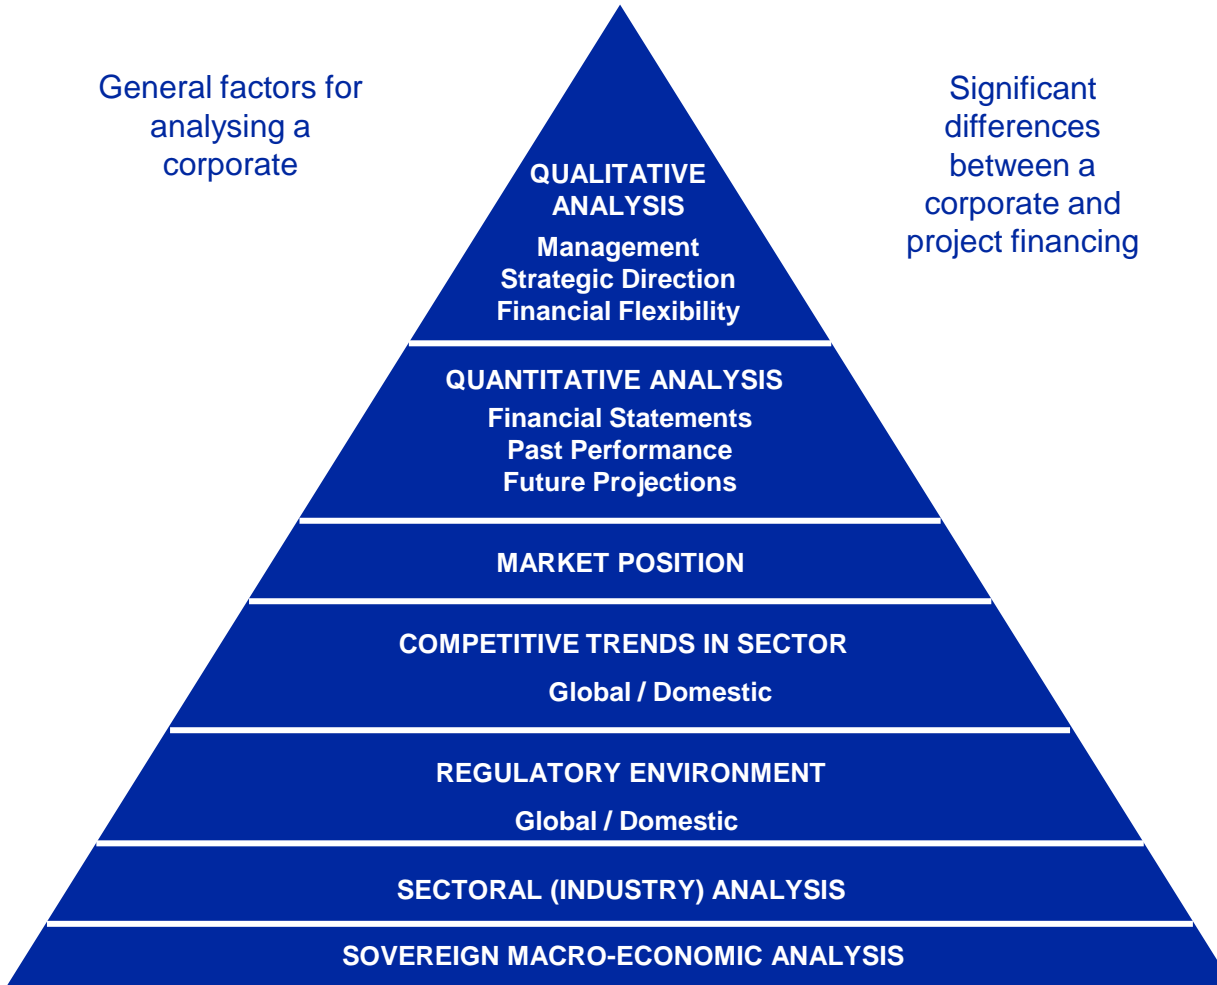 General factors for
analysing a
corporate
Significant
differences
between a
corporate and
project financing
QUALITATIVE
ANALYSIS
Management
Strategic Direction
Financial Flexibility
QUANTITATIVE ANALYSIS
Financial Statements
Past Performance
Future Projections
MARKET POSITION
COMPETITIVE TRENDS IN SECTOR
Global / Domestic
REGULATORY ENVIRONMENT
Global / Domestic
SECTORAL (INDUSTRY) ANALYSIS
SOVEREIGN MACRO-ECONOMIC ANALYSIS